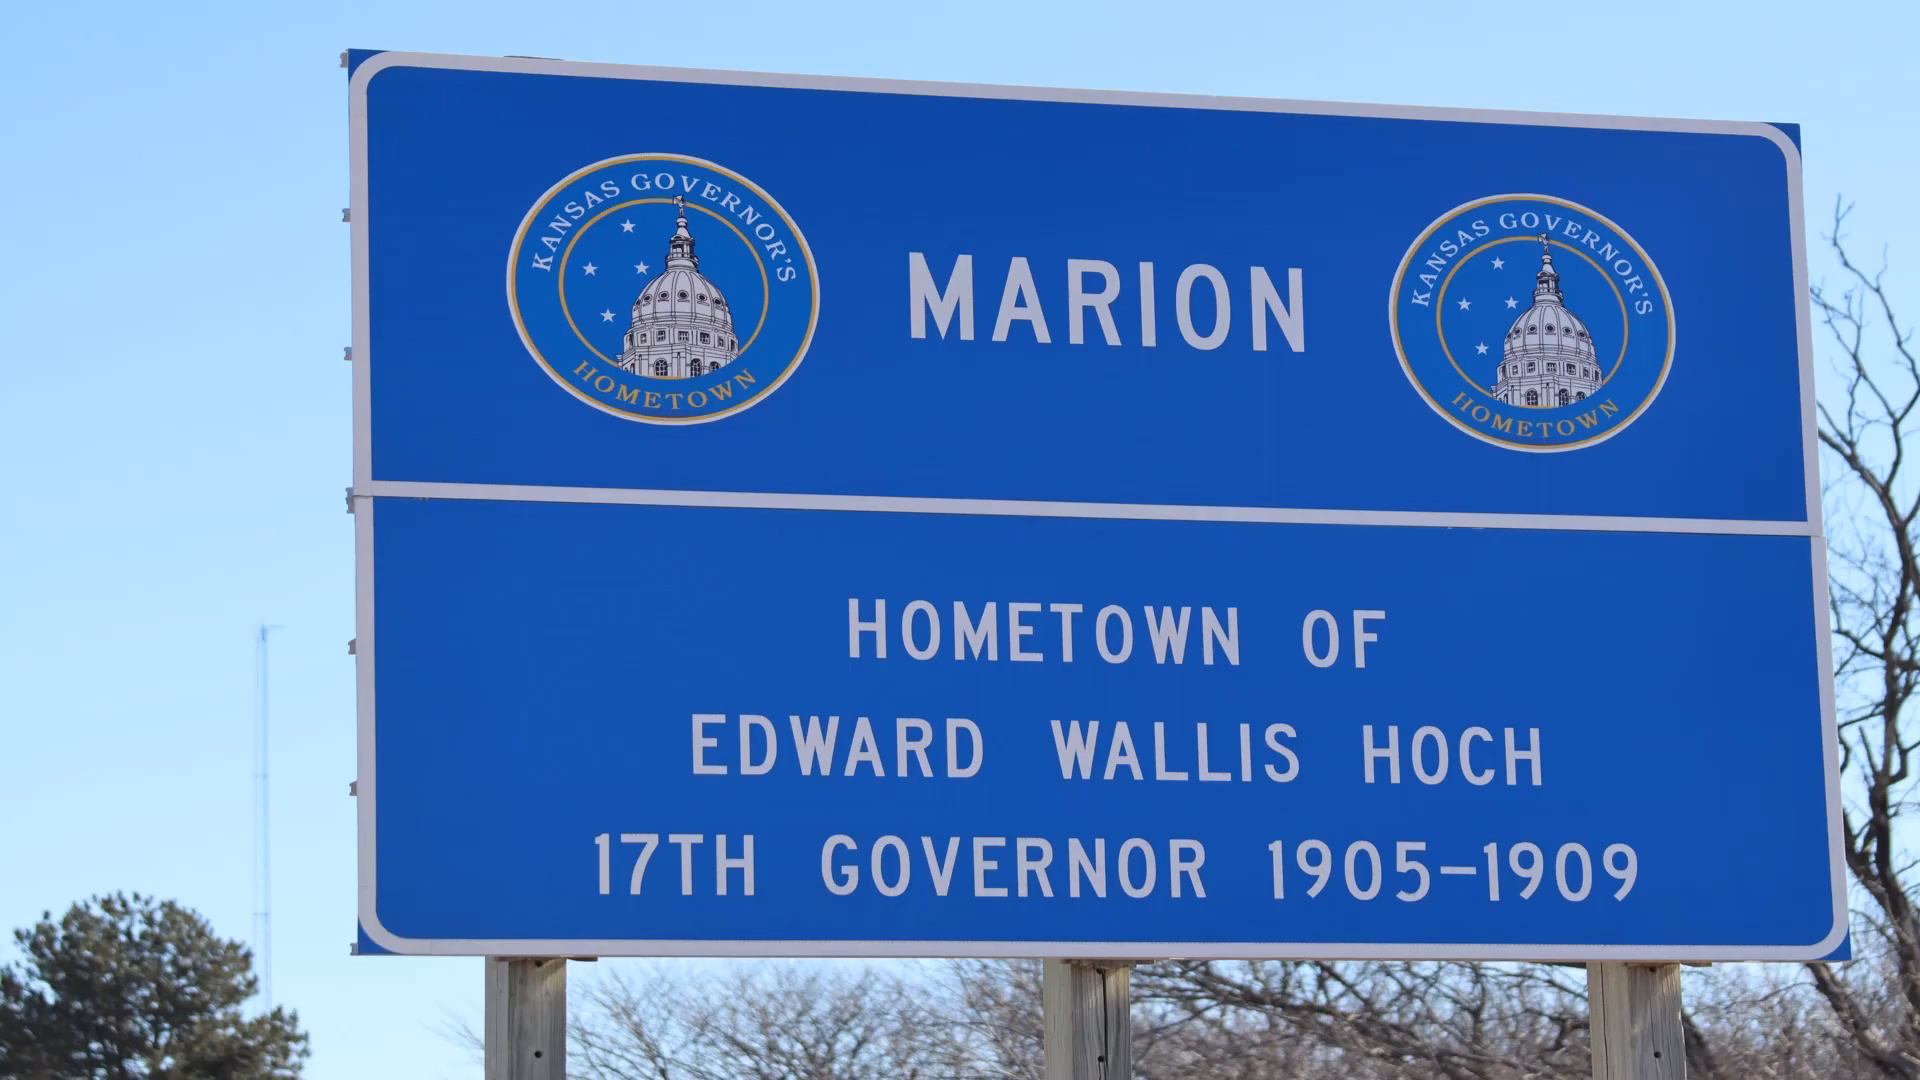 KANSAS GOVERNOR'S
HOMETOWN
MARION
KANSAS GOVERNOR'S
HOMETOWN
HOMETOWN OF
EDWARD WALLIS HOCH
17TH GOVERNOR 1905-1909